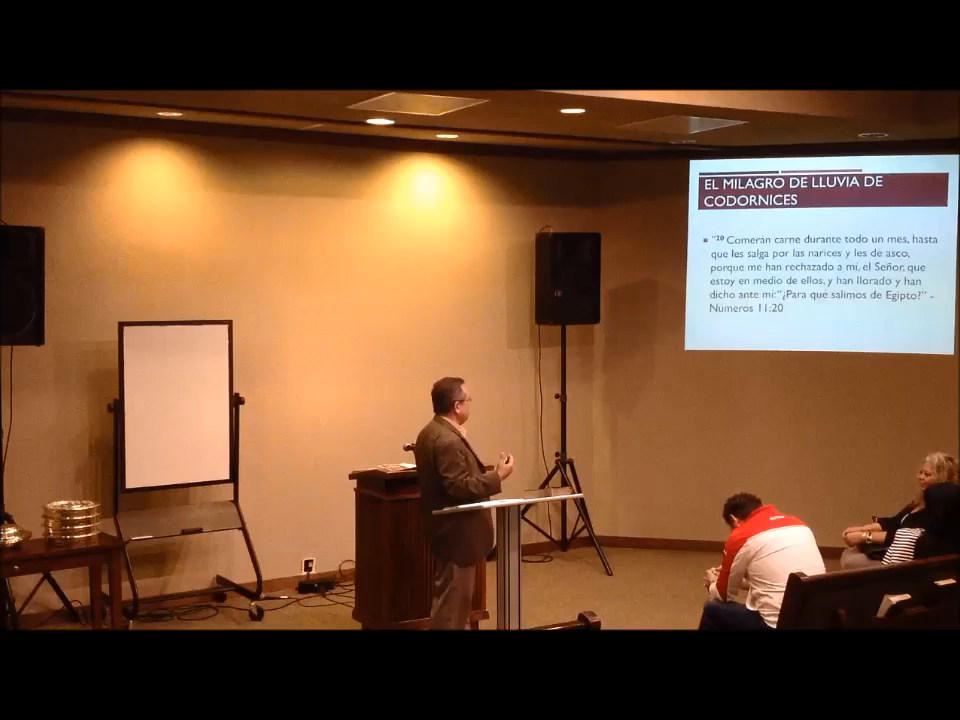 EL MILAGRO DE LLUVIA DE
CODORNICES
▪ "20 Comerán carne durante todo un mes, hasta
que les salga por las narices y les dé asco,
porque me han rechazado a mí, el Señor, que
estoy en medio de ellos, y han llorado y han
dicho ante mí: "¿Para qué salimos de Egipto?" -
Números 11:20